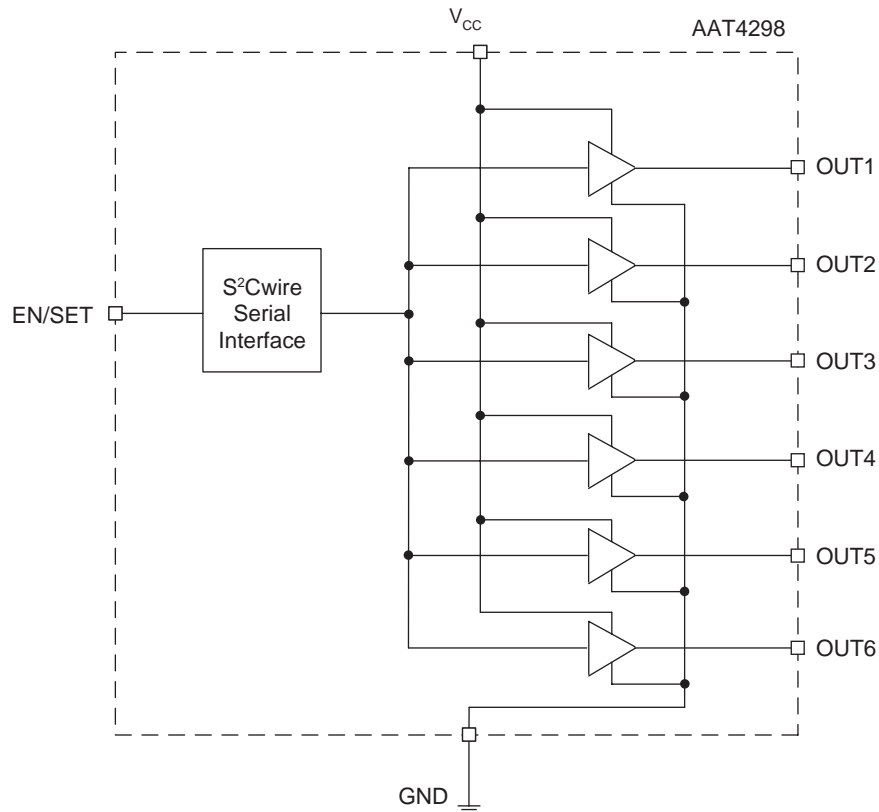 V_CC
AAT4298
OUT1
OUT2
EN/SET
S²Cwire
Serial
Interface
OUT3
OUT4
OUT5
OUT6
GND